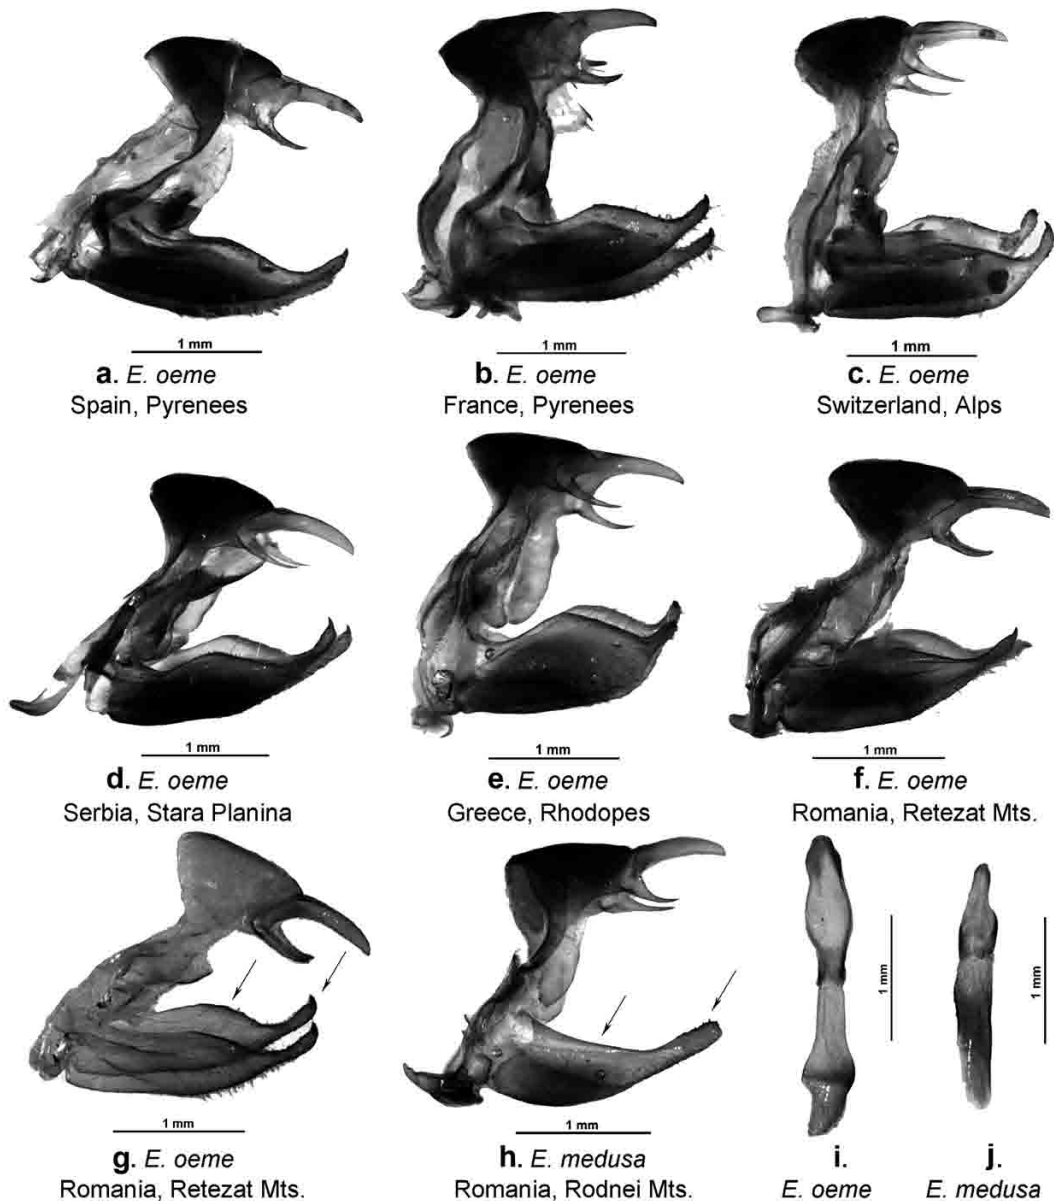 1 mm
1 mm
1 mm
a. E. oeme
b. E. oeme
c. E. oeme
Spain, Pyrenees
France, Pyrenees
Switzerland, Alps
1 mm
1 mm
1 mm
d. E. oeme
e. E. oeme
f. E. oeme
Serbia, Stara Planina
Greece, Rhodopes
Romania, Retezat Mts.
1 mm
1 mm
1 mm
1 mm
g. E. oeme
h. E. medusa
i.
j.
Romania, Retezat Mts.
Romania, Rodnei Mts.
E. oeme
E. medusa